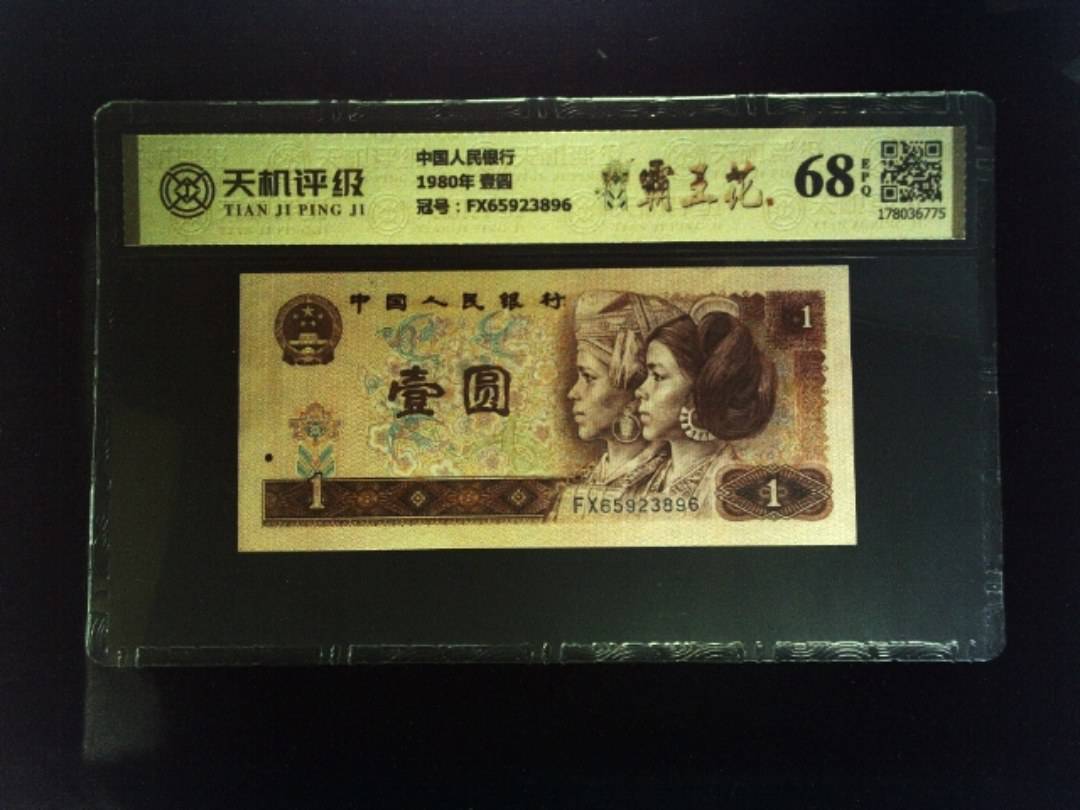 天机评级
TIAN JI PING JI
中国人民银行
1980年 壹圆
冠号：FX65923896
霸王花
68
EPQ
178036775
中国人民银行
壹圆
1
1
FX65923896
1